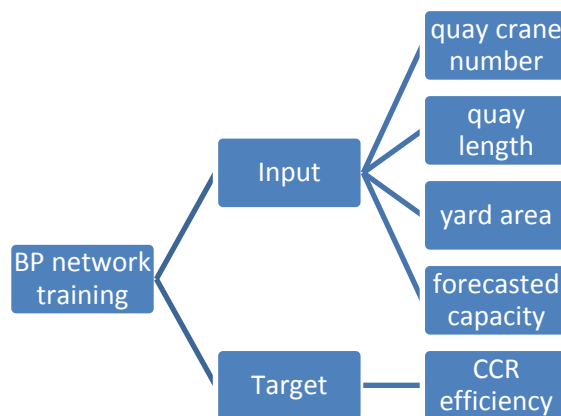 quay crane
number
quay
length
Input
yard area
BP network
training
forecasted
capacity
Target
CCR
efficiency